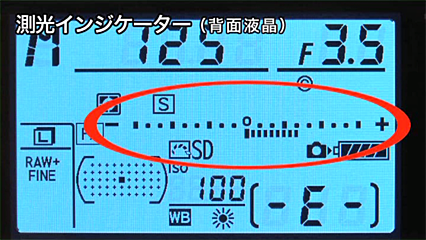 測光インジケーター（背面液晶）
M 125 F3.5
©
S
− +
SD
RAW+
FINE
ISO
100
WB
(-E-)